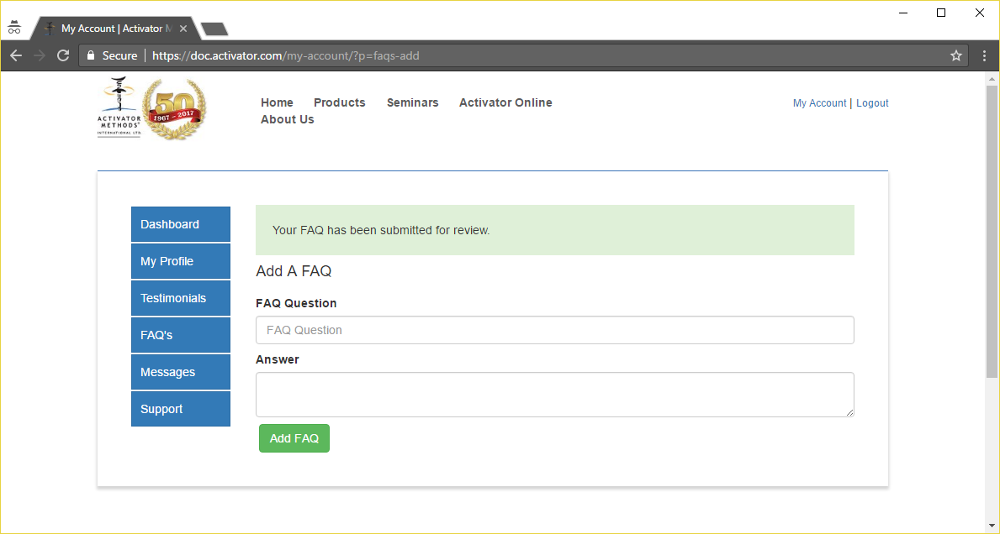 My Account | Activator M
Secure | https://doc.activator.com/my-account/?p=faqs-add
ACTIVATOR
METHODS®
INTERNATIONAL LTD.
50
1967 - 2017
Home Products Seminars Activator Online
About Us
My Account | Logout
Dashboard
My Profile
Testimonials
FAQ's
Messages
Support
Your FAQ has been submitted for review.
Add A FAQ
FAQ Question
FAQ Question
Answer
Add FAQ